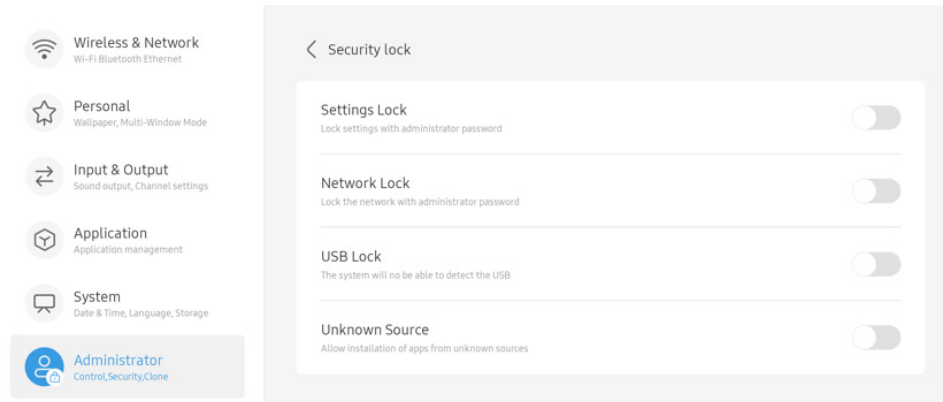 Wireless & Network
Wi-Fi Bluetooth Ethernet
Personal
Wallpaper, Multi-Window Mode
Input & Output
Sound output, Channel settings
Application
Application management
System
Date & Time, Language, Storage
Administrator
Control,Security,Clone
Security lock
Settings Lock
Lock settings with administrator password
Network Lock
Lock the network with administrator password
USB Lock
The system will no be able to detect the USB
Unknown Source
Allow installation of apps from unknown sources